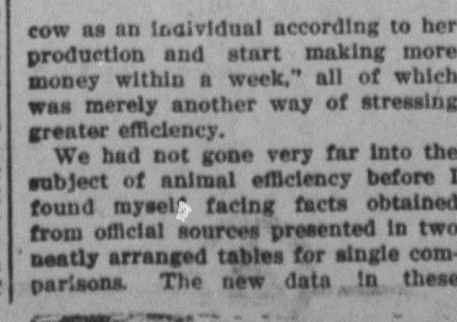 cow as an individual according to her
production and start making more
money within a week," all of which
was merely another way of stressing
greater efficiency.
We had not gone very far into the
subject of animal efficiency before I
found myself facing facts obtained
from official sources presented in two
neatly arranged tables for single com-
parisons. The new data in these